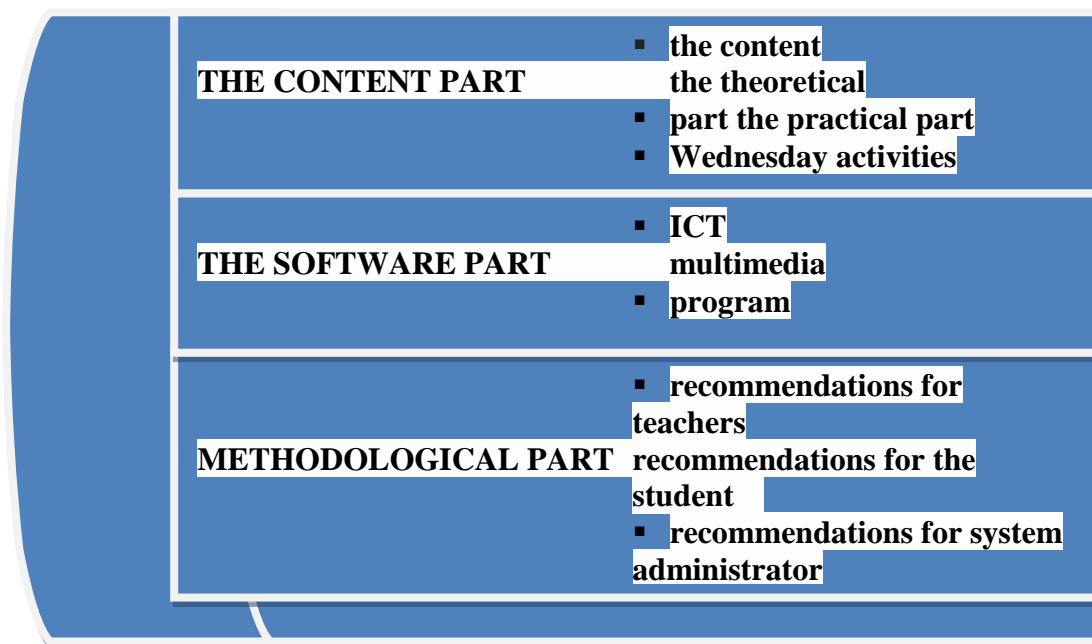 ▪ the content
THE CONTENT PART the theoretical
▪ part the practical part
▪ Wednesday activities
▪ ICT
THE SOFTWARE PART multimedia
▪ program
▪ recommendations for
teachers
METHODOLOGICAL PART recommendations for the
student
▪ recommendations for system
administrator